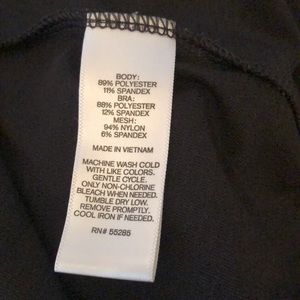 BODY:
89% POLYESTER
11% SPANDEX
BRA:
88% POLYESTER
12% SPANDEX
MESH:
94% NYLON
6% SPANDEX
MADE IN VIETNAM
MACHINE WASH COLD
WITH LIKE COLORS.
GENTLE CYCLE.
ONLY NON-CHLORINE
BLEACH WHEN NEEDED.
TUMBLE DRY LOW.
REMOVE PROMPTLY.
COOL IRON IF NEEDED.
RN# 55285